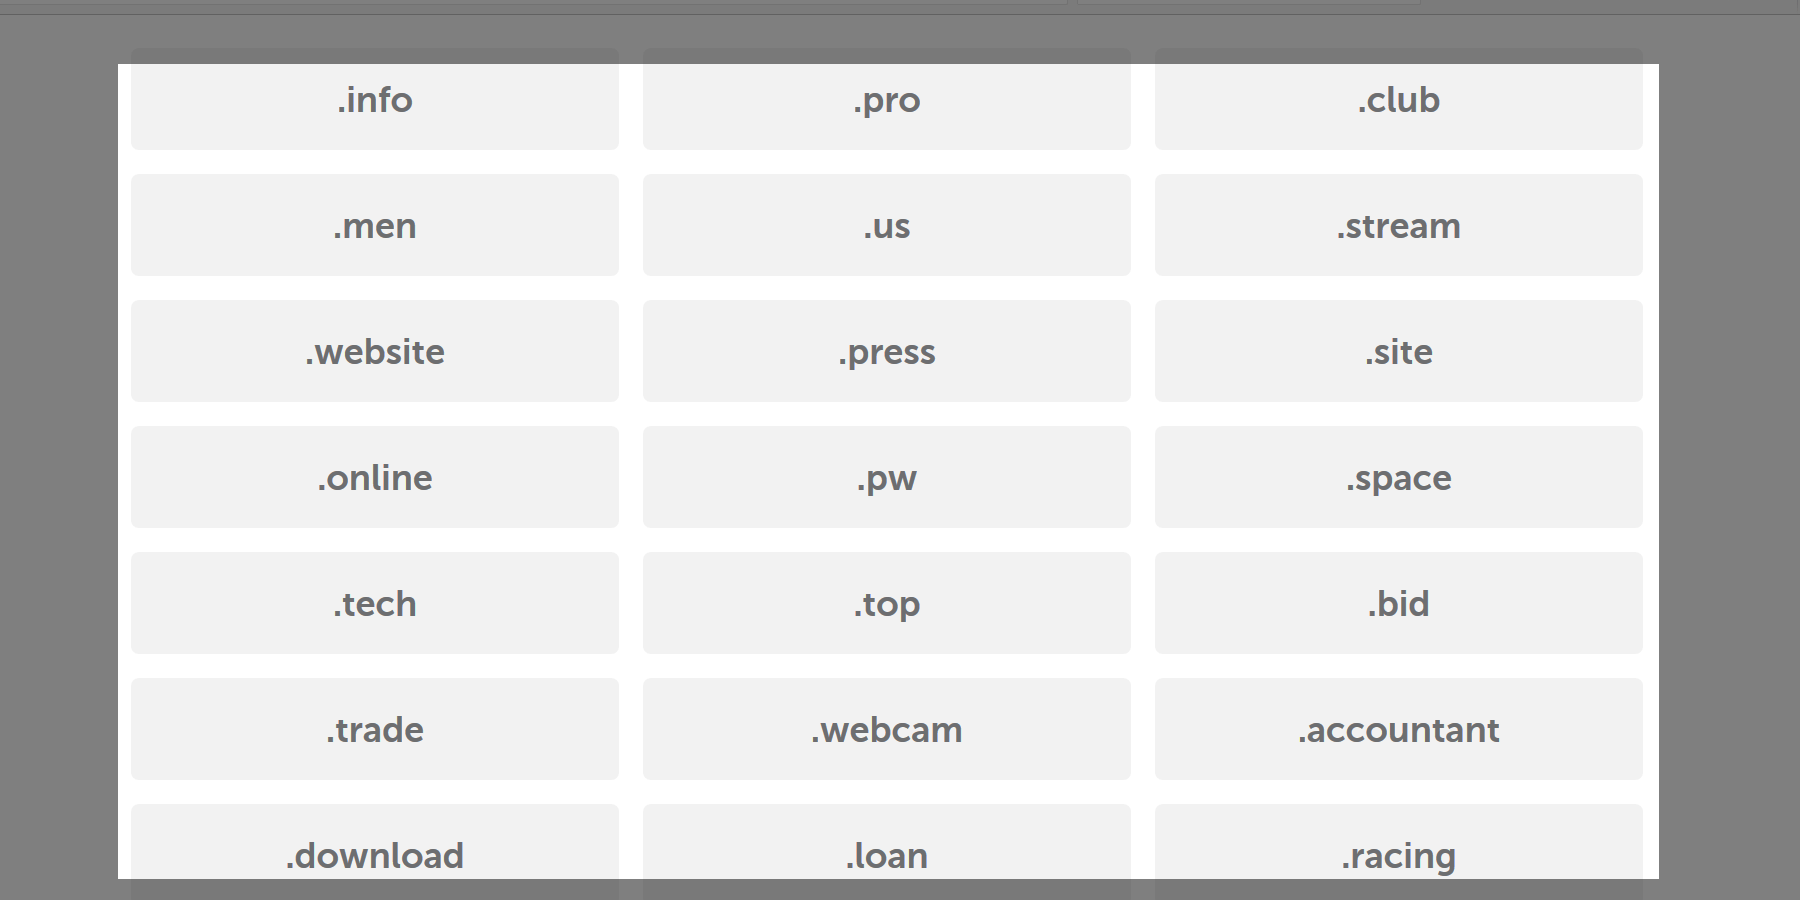 .info .pro .club
.men .us .stream
.website .press .site
.online .pw .space
.tech .top .bid
.trade .webcam .accountant
.download .loan .racing